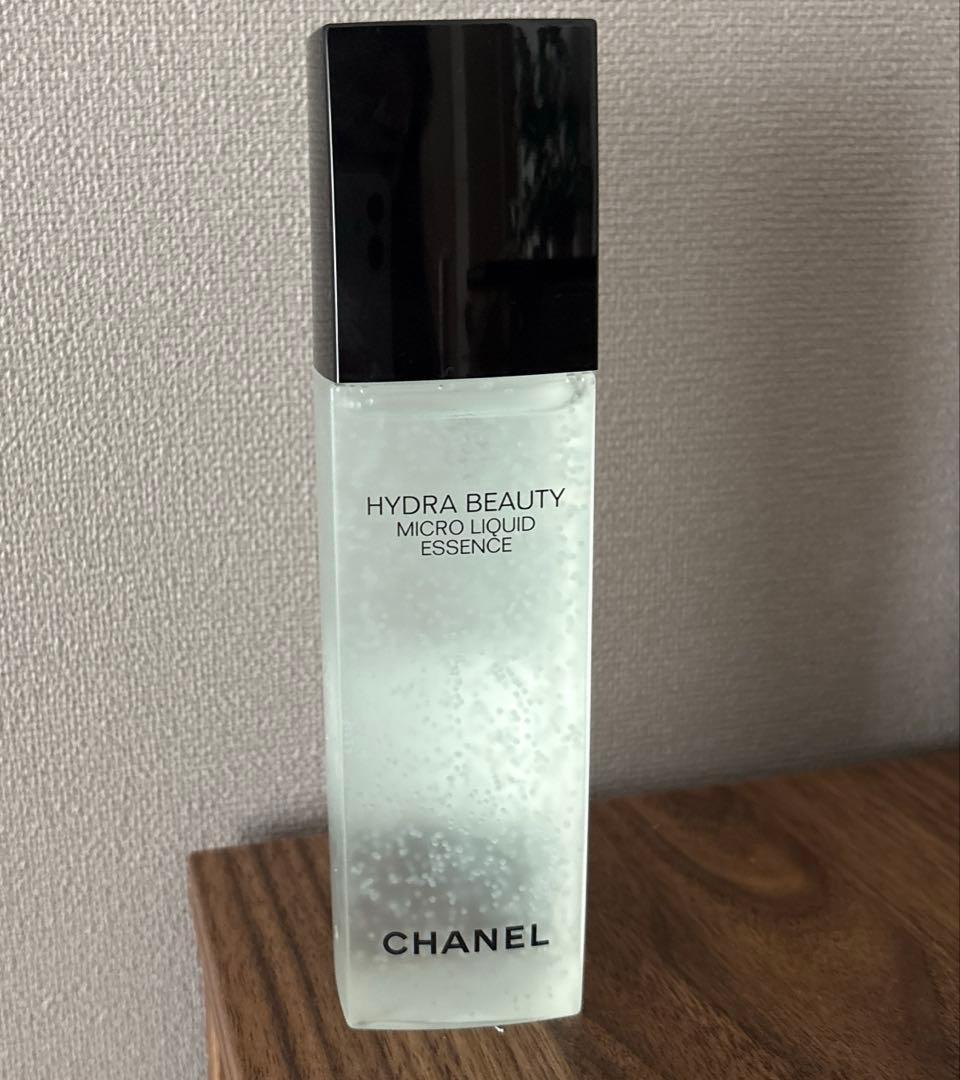 HYDRA BEAUTY
MICRO LIQUID
ESSENCE
CHANEL